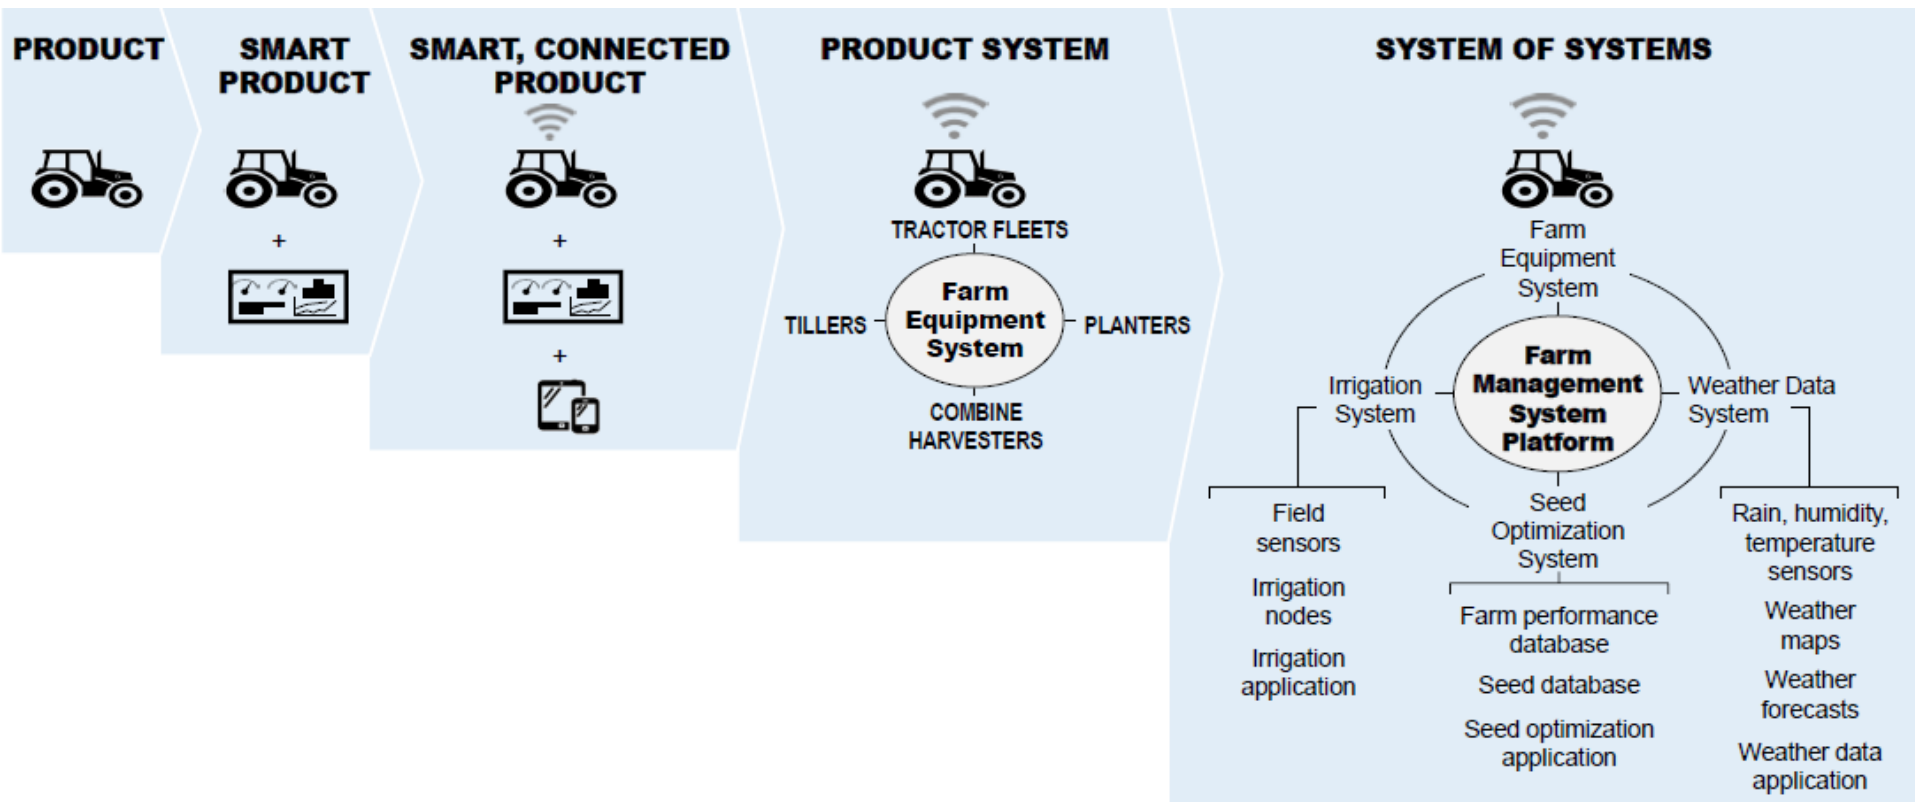 PRODUCT
SMART
PRODUCT
+
SMART, CONNECTED
PRODUCT
+
+
PRODUCT SYSTEM
TRACTOR FLEETS
TILLERS
Farm
Equipment
System
PLANTERS
COMBINE
HARVESTERS
SYSTEM OF SYSTEMS
Farm
Equipment
System
Irrigation
System
Farm
Management
System
Platform
Weather Data
System
Seed
Optimization
System
Field
sensors
Irrigation
nodes
Irrigation
application
Farm performance
database
Seed database
Seed optimization
application
Rain, humidity,
temperature
sensors
Weather
maps
Weather
forecasts
Weather data
application